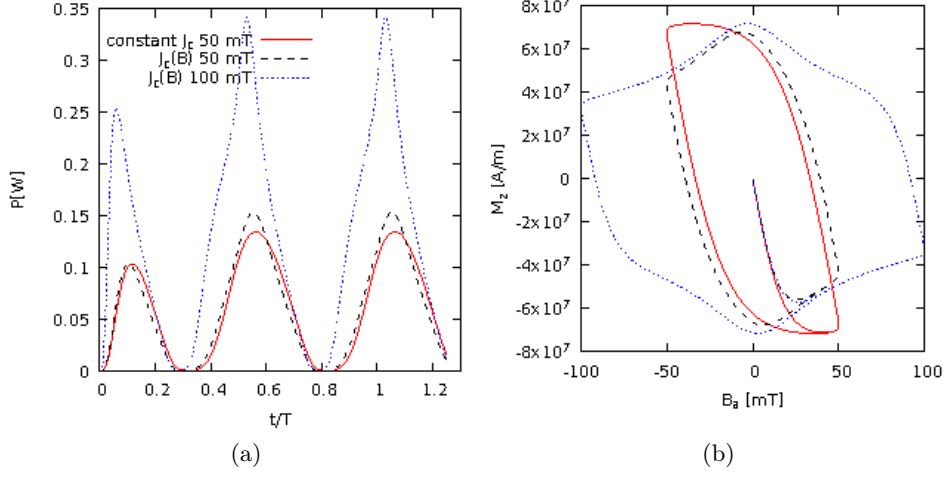 0.35
0.3
0.25
0.2
0.15
0.1
0.05
0
0 0.2 0.4 0.6 0.8 1 1.2
P[W]
t/T
constant J_c 50 mT
J_c(B) 50 mT
J_c(B) 100 mT
(a)
8x10^7
6x10^7
4x10^7
2x10^7
0
-2x10^7
-4x10^7
-6x10^7
-8x10^7
-100 -50 0 50 100
M_z [A/m]
B_a [mT]
(b)